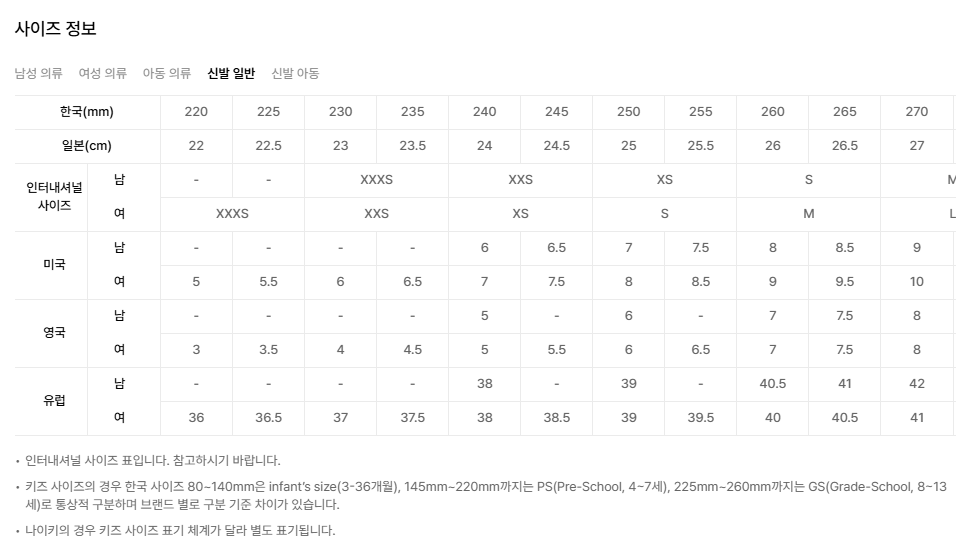 사이즈 정보
남성 의류 여성 의류 아동 의류 신발 일반 신발 아동
한국(mm) 220 225 230 235 240 245 250 255 260 265 270
일본(cm) 22 22.5 23 23.5 24 24.5 25 25.5 26 26.5 27
인터내셔널 사이즈 남 - - XXXS XXS XS S M
여 XXXS XXS XS S M L
미국 남 - - - - 6 6.5 7 7.5 8 8.5 9
여 5 5.5 6 6.5 7 7.5 8 8.5 9 9.5 10
영국 남 - - - - 5 - 6 - 7 7.5 8
여 3 3.5 4 4.5 5 5.5 6 6.5 7 7.5 8
유럽 남 - - - - 38 - 39 - 40.5 41 42
여 36 36.5 37 37.5 38 38.5 39 39.5 40 40.5 41
• 인터내셔널 사이즈 표입니다. 참고하시기 바랍니다.
• 키즈 사이즈의 경우 한국 사이즈 80~140mm은 infant's size(3-36개월), 145mm~220mm까지는 PS(Pre-School, 4~7세), 225mm~260mm까지는 GS(Grade-School, 8~13
세)로 통상적 구분하며 브랜드 별로 구분 기준 차이가 있습니다.
• 나이키의 경우 키즈 사이즈 표기 체계가 달라 별도 표기됩니다.